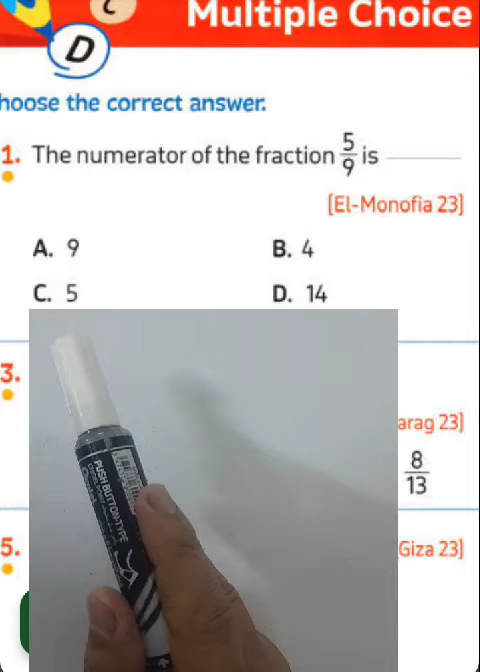 C
Multiple Choice
D
hoose the correct answer.
1. The numerator of the fraction 5/9 is
[El-Monofia 23]
A. 9
B. 4
C. 5
D. 14
3.
arag 23]
8/13
PUSH BUTTON-TYPE
5.
Giza 23]